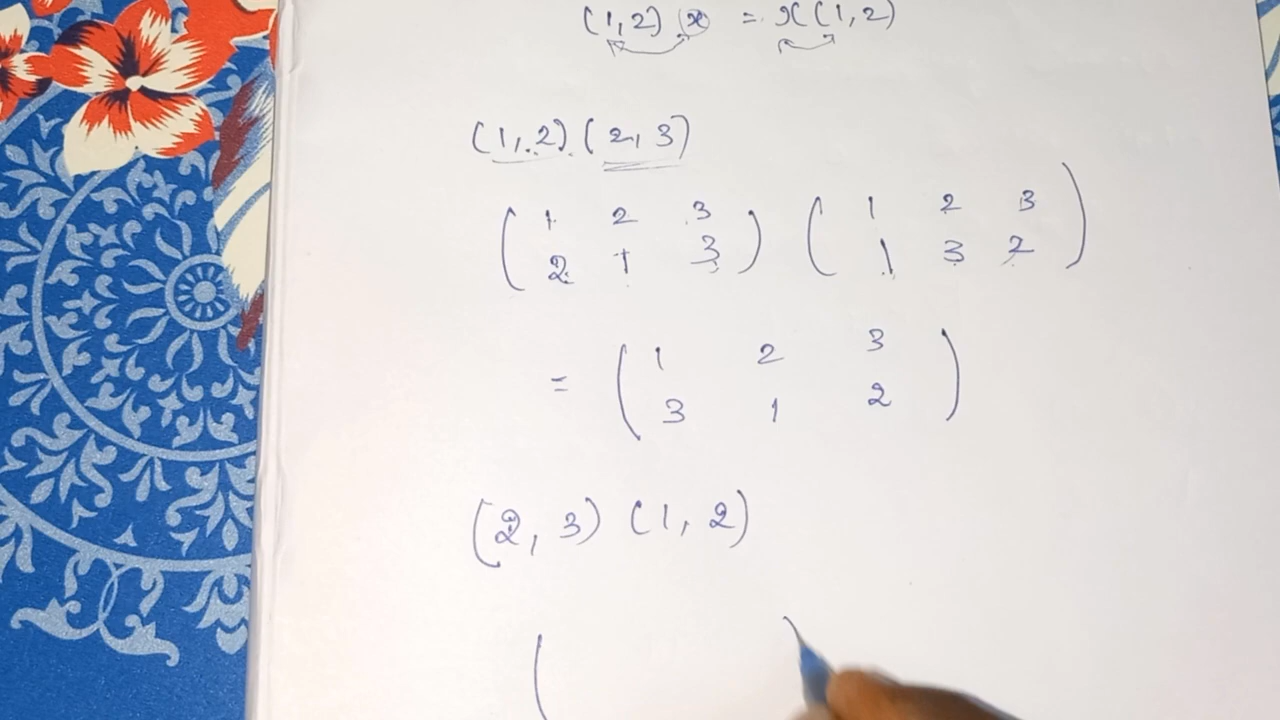 (1,2) (x) = x(1,2)
(1,2) (2,3)
( 1 2 3 ) ( 1 2 3 )
( 2 1 3 ) ( 1 3 2 )
= ( 1 2 3 )
( 3 1 2 )
(2,3) (1,2)
( )